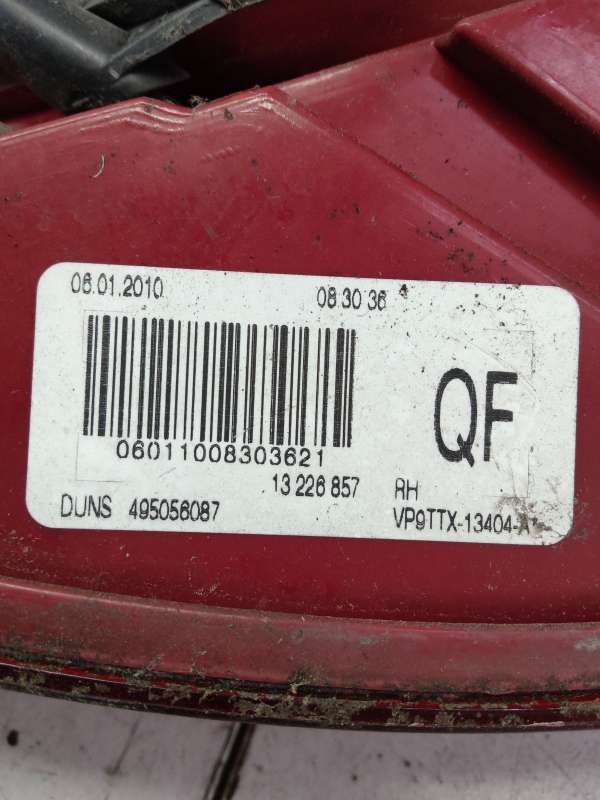 06.01.2010 08 30 36
QF
06011008303621
13 226 857 RH
DUNS 495056087 VP9TTX-13404-A